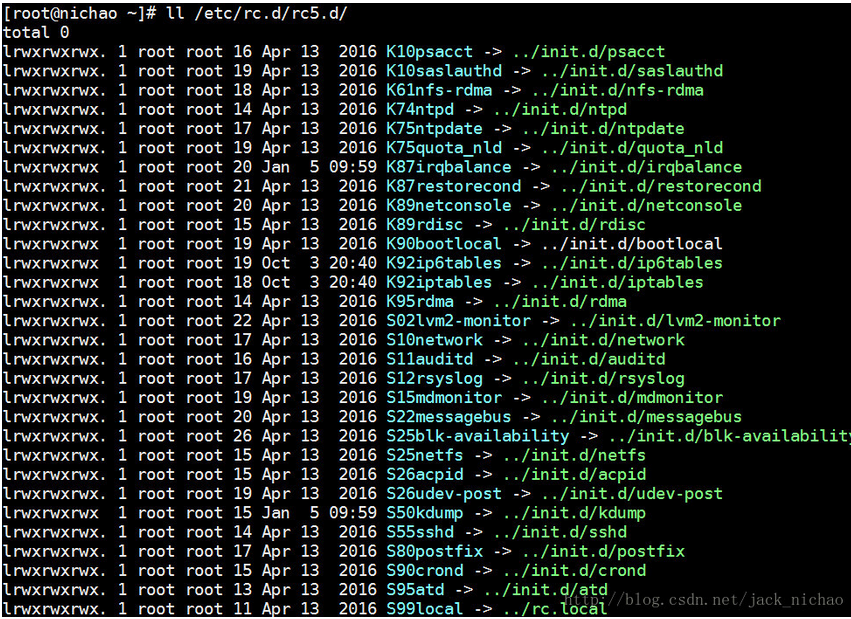 [root@nichao ~]# ll /etc/rc.d/rc5.d/
total 0
lrwxrwxrwx. 1 root root 16 Apr 13  2016 K10psacct -> ../init.d/psacct
lrwxrwxrwx. 1 root root 19 Apr 13  2016 K10saslauthd -> ../init.d/saslauthd
lrwxrwxrwx. 1 root root 18 Apr 13  2016 K61nfs-rdma -> ../init.d/nfs-rdma
lrwxrwxrwx. 1 root root 14 Apr 13  2016 K74ntpd -> ../init.d/ntpd
lrwxrwxrwx. 1 root root 17 Apr 13  2016 K75ntpdate -> ../init.d/ntpdate
lrwxrwxrwx. 1 root root 19 Apr 13  2016 K75quota_nld -> ../init.d/quota_nld
lrwxrwxrwx  1 root root 20 Jan  5 09:59 K87irqbalance -> ../init.d/irqbalance
lrwxrwxrwx. 1 root root 21 Apr 13  2016 K87restorecond -> ../init.d/restorecond
lrwxrwxrwx. 1 root root 20 Apr 13  2016 K89netconsole -> ../init.d/netconsole
lrwxrwxrwx. 1 root root 15 Apr 13  2016 K89rdisc -> ../init.d/rdisc
lrwxrwxrwx  1 root root 19 Apr 13  2016 K90bootlocal -> ../init.d/bootlocal
lrwxrwxrwx  1 root root 19 Oct  3 20:40 K92ip6tables -> ../init.d/ip6tables
lrwxrwxrwx  1 root root 18 Oct  3 20:40 K92iptables -> ../init.d/iptables
lrwxrwxrwx. 1 root root 14 Apr 13  2016 K95rdma -> ../init.d/rdma
lrwxrwxrwx. 1 root root 22 Apr 13  2016 S02lvm2-monitor -> ../init.d/lvm2-monitor
lrwxrwxrwx. 1 root root 17 Apr 13  2016 S10network -> ../init.d/network
lrwxrwxrwx. 1 root root 16 Apr 13  2016 S11auditd -> ../init.d/auditd
lrwxrwxrwx. 1 root root 17 Apr 13  2016 S12rsyslog -> ../init.d/rsyslog
lrwxrwxrwx. 1 root root 19 Apr 13  2016 S15mdmonitor -> ../init.d/mdmonitor
lrwxrwxrwx. 1 root root 20 Apr 13  2016 S22messagebus -> ../init.d/messagebus
lrwxrwxrwx. 1 root root 26 Apr 13  2016 S25blk-availability -> ../init.d/blk-availability
lrwxrwxrwx. 1 root root 15 Apr 13  2016 S25netfs -> ../init.d/netfs
lrwxrwxrwx. 1 root root 15 Apr 13  2016 S26acpid -> ../init.d/acpid
lrwxrwxrwx. 1 root root 19 Apr 13  2016 S26udev-post -> ../init.d/udev-post
lrwxrwxrwx  1 root root 15 Jan  5 09:59 S50kdump -> ../init.d/kdump
lrwxrwxrwx. 1 root root 14 Apr 13  2016 S55sshd -> ../init.d/sshd
lrwxrwxrwx. 1 root root 17 Apr 13  2016 S80postfix -> ../init.d/postfix
lrwxrwxrwx. 1 root root 15 Apr 13  2016 S90crond -> ../init.d/crond
lrwxrwxrwx. 1 root root 13 Apr 13  2016 S95atd -> ../init.d/atd
lrwxrwxrwx. 1 root root 11 Apr 13  2016 S99local -> ../rc.local
http://blog.csdn.net/jack_nichao